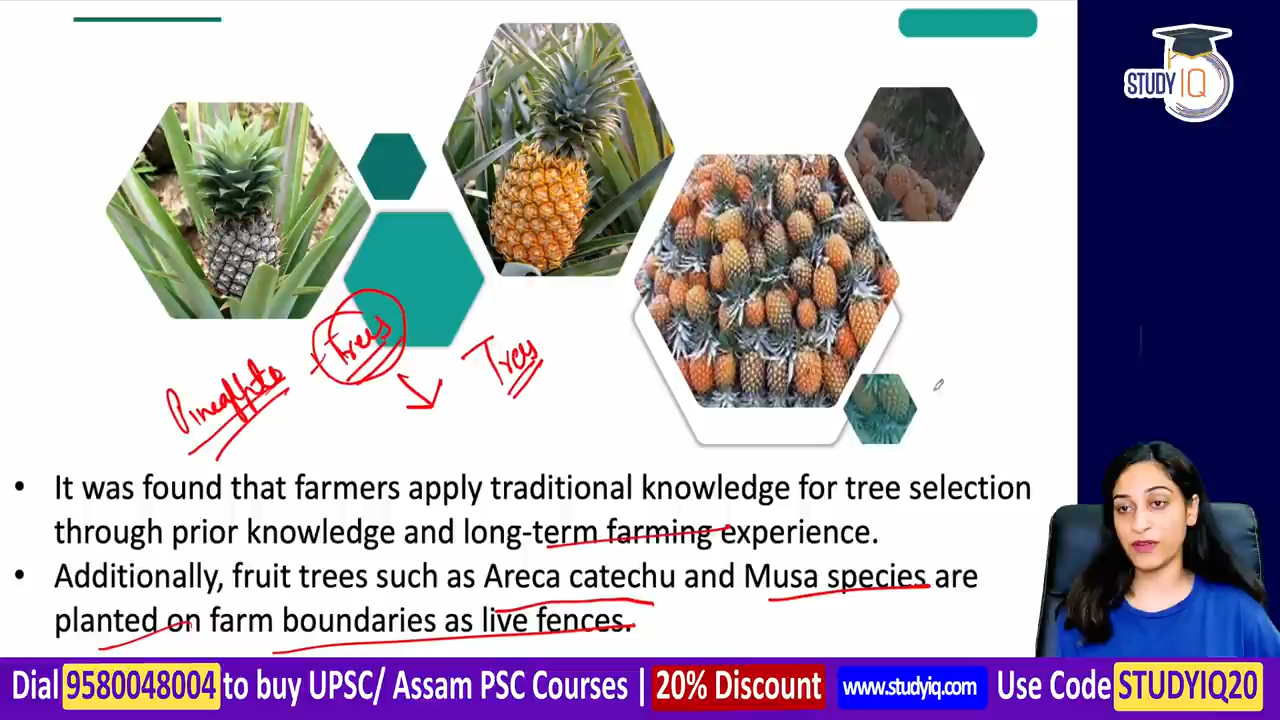 STUDY IQ
Pineapple + Trees
Trees
• It was found that farmers apply traditional knowledge for tree selection
through prior knowledge and long-term farming experience.
• Additionally, fruit trees such as Areca catechu and Musa species are
planted on farm boundaries as live fences.
Dial 9580048004 to buy UPSC/ Assam PSC Courses | 20% Discount www.studyiq.com Use Code STUDYIQ20